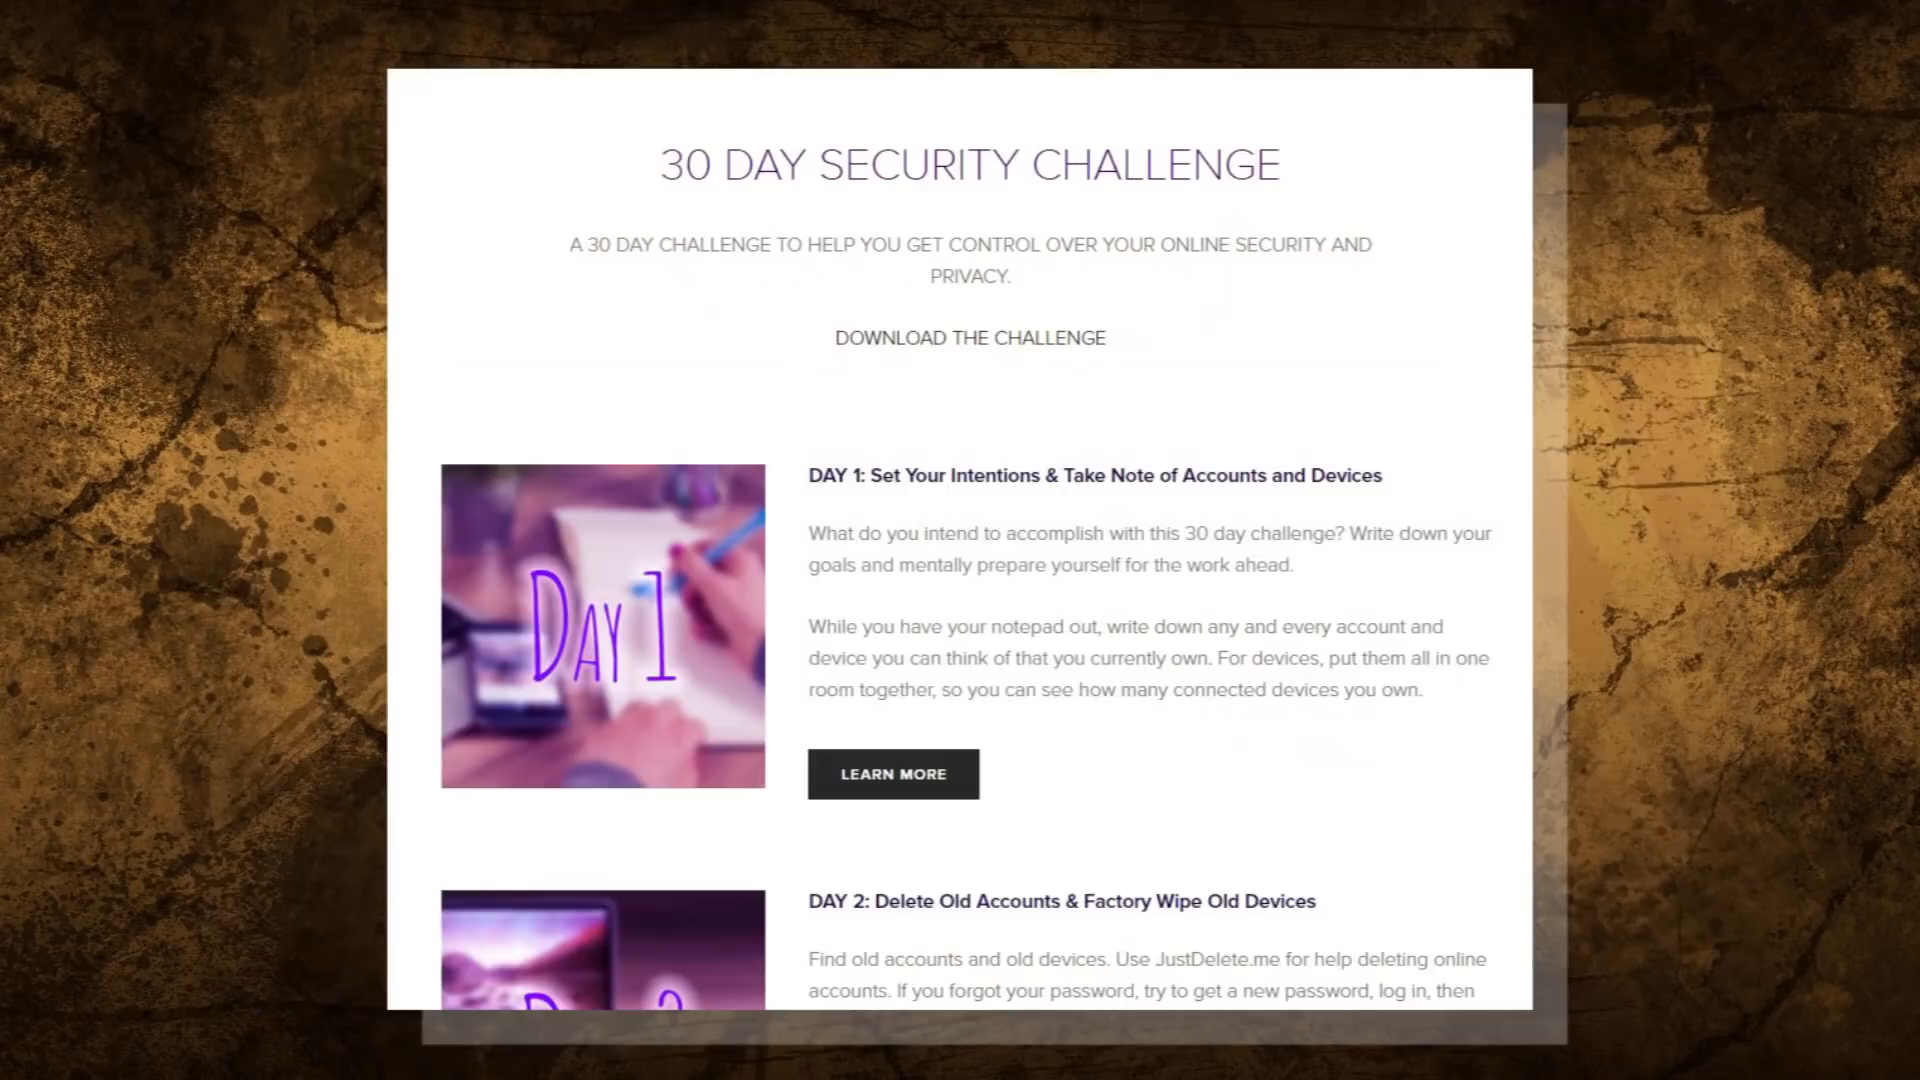 30 DAY SECURITY CHALLENGE
A 30 DAY CHALLENGE TO HELP YOU GET CONTROL OVER YOUR ONLINE SECURITY AND
PRIVACY.
DOWNLOAD THE CHALLENGE
DAY 1
DAY 1: Set Your Intentions & Take Note of Accounts and Devices
What do you intend to accomplish with this 30 day challenge? Write down your
goals and mentally prepare yourself for the work ahead.
While you have your notepad out, write down any and every account and
device you can think of that you currently own. For devices, put them all in one
room together, so you can see how many connected devices you own.
LEARN MORE
DAY 2: Delete Old Accounts & Factory Wipe Old Devices
Find old accounts and old devices. Use JustDelete.me for help deleting online
accounts. If you forgot your password, try to get a new password, log in, then